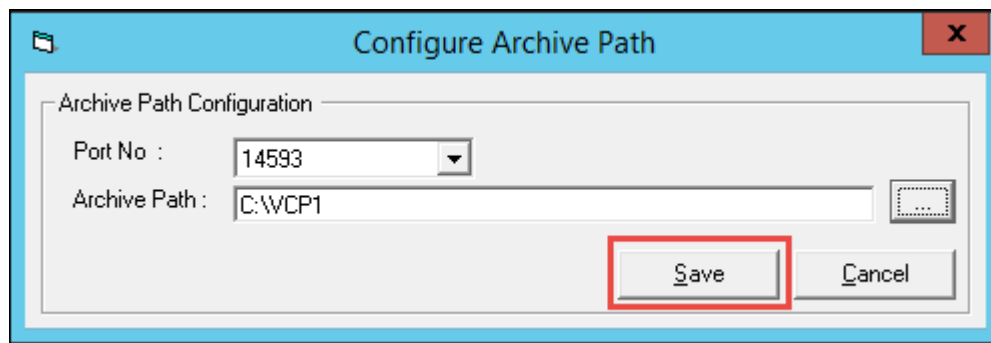 Configure Archive Path
x
Archive Path Configuration
Port No :
14593
Archive Path :
C:\VCP1
...
Save
Cancel